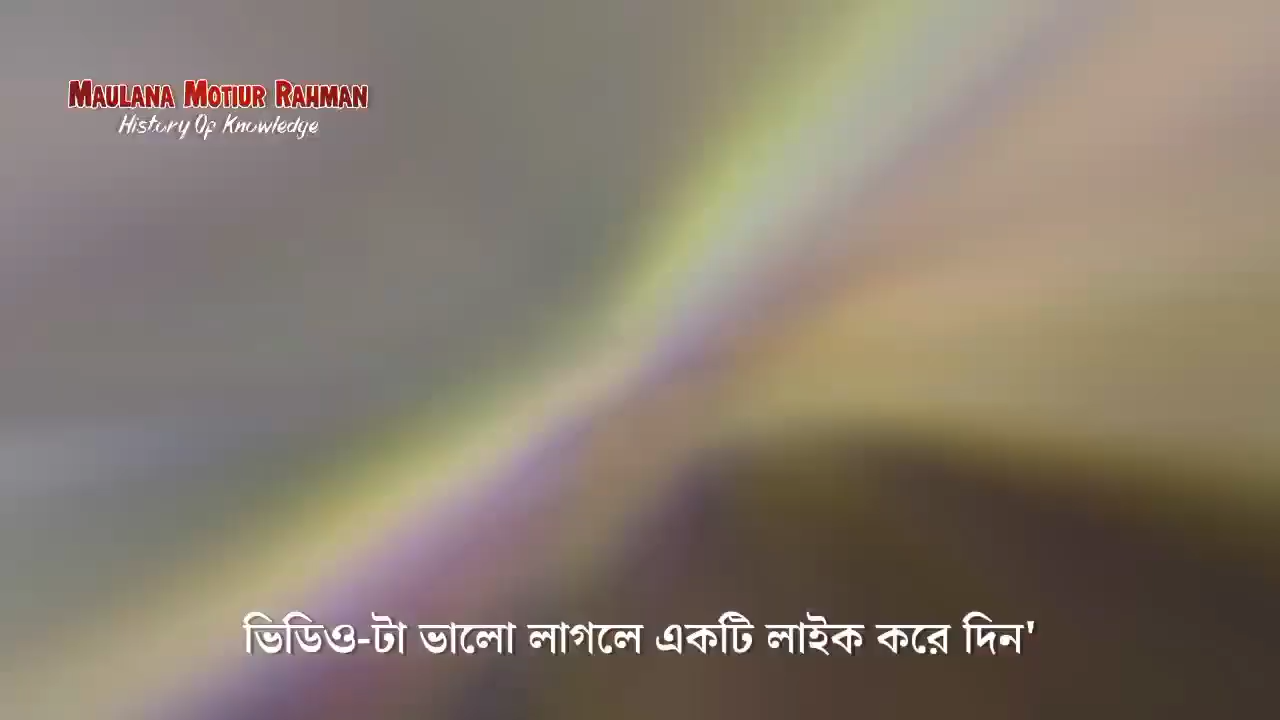 MAULANA MOTIUR RAHMAN
History Of Knowledge
ভিডিও-টা ভালো লাগলে একটি লাইক করে দিন'